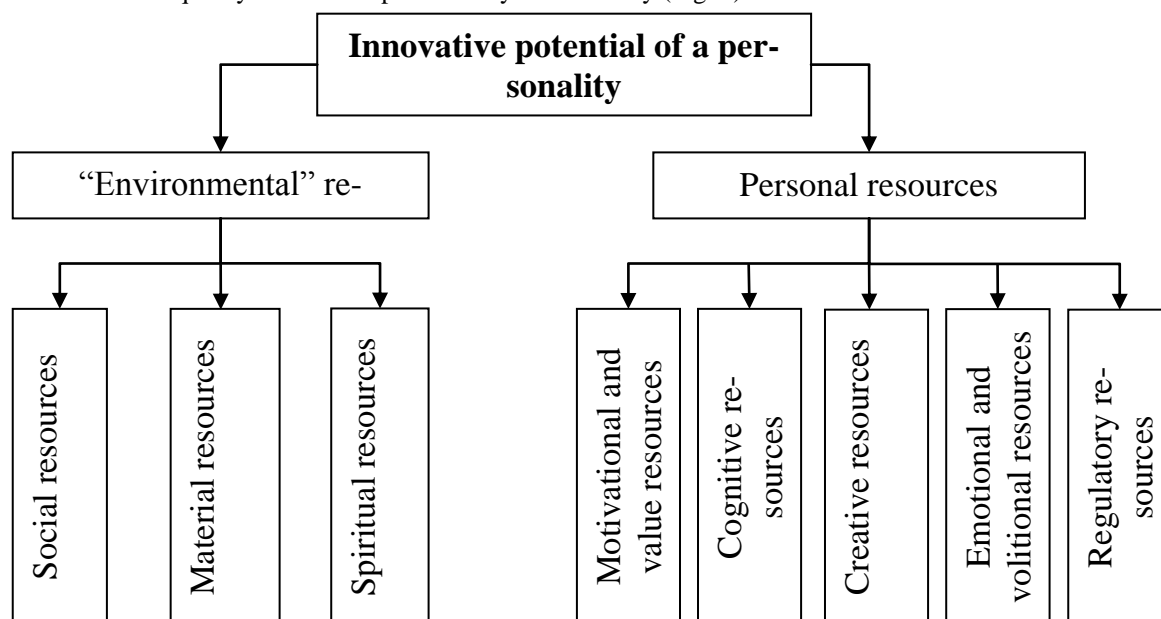 Innovative potential of a per-
sonality
“Environmental” re-
Personal resources
Social resources
Material resources
Spiritual resources
Motivational and
value resources
Cognitive re-
sources
Creative resources
Emotional and
volitional resources
Regulatory re-
sources